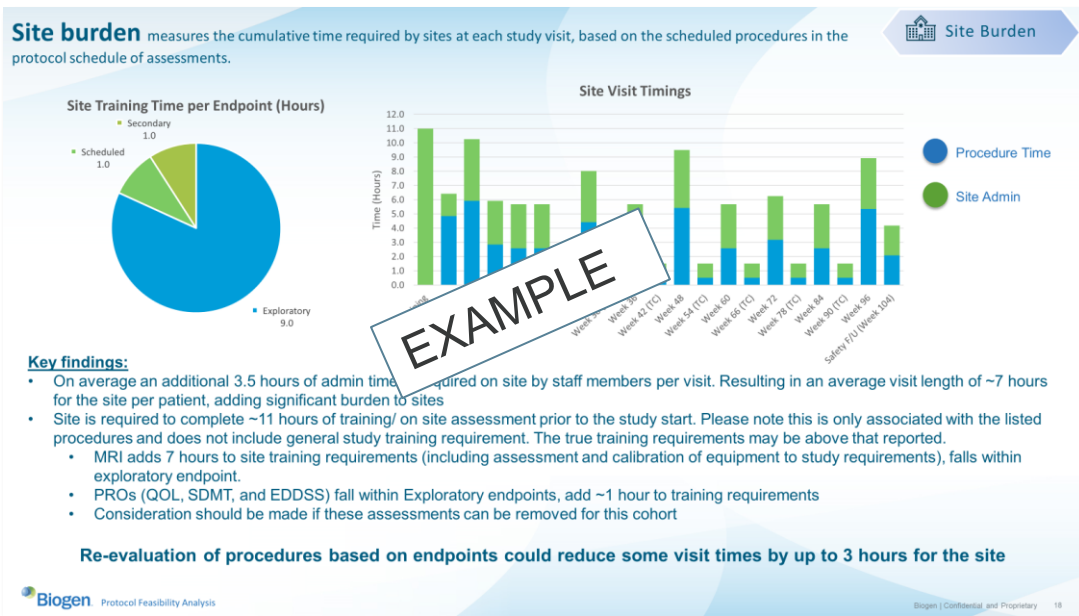 Site burden measures the cumulative time required by sites at each study visit, based on the scheduled procedures in the
protocol schedule of assessments.
Site Burden
Site Training Time per Endpoint (Hours)
Secondary
1.0
Scheduled
1.0
Exploratory
9.0
Site Visit Timings
Time (Hours)
12.0
11.0
10.0
9.0
8.0
7.0
6.0
5.0
4.0
3.0
2.0
1.0
0.0
Week 36
Week 42 (TC)
Week 48
Week 54 (TC)
Week 60
Week 66 (TC)
Week 72
Week 78 (TC)
Week 84
Week 90 (TC)
Week 96
Safety F/U (Week 104)
Procedure Time
Site Admin
EXAMPLE
Key findings:
• On average an additional 3.5 hours of admin time required on site by staff members per visit. Resulting in an average visit length of ~7 hours
for the site per patient, adding significant burden to sites
• Site is required to complete ~11 hours of training/ on site assessment prior to the study start. Please note this is only associated with the listed
procedures and does not include general study training requirement. The true training requirements may be above that reported.
• MRI adds 7 hours to site training requirements (including assessment and calibration of equipment to study requirements), falls within
exploratory endpoint.
• PROs (QOL, SDMT, and EDDSS) fall within Exploratory endpoints, add ~1 hour to training requirements
• Consideration should be made if these assessments can be removed for this cohort
Re-evaluation of procedures based on endpoints could reduce some visit times by up to 3 hours for the site
Biogen. Protocol Feasibility Analysis
Biogen | Confidential and Proprietary 18